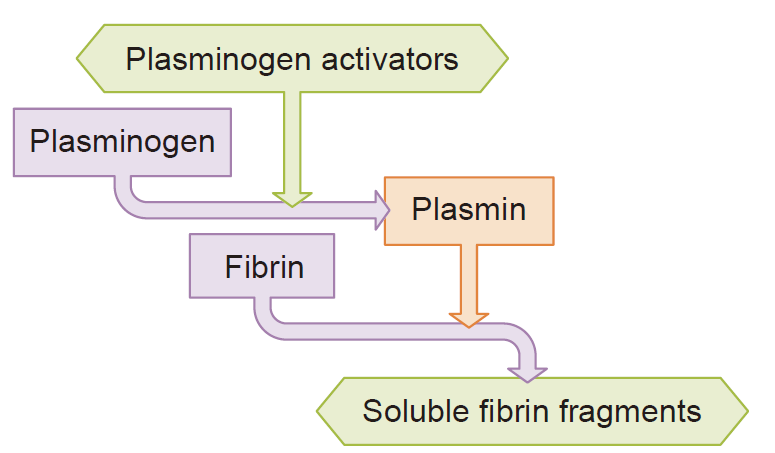 Plasminogen activators
Plasminogen
Plasmin
Fibrin
Soluble fibrin fragments